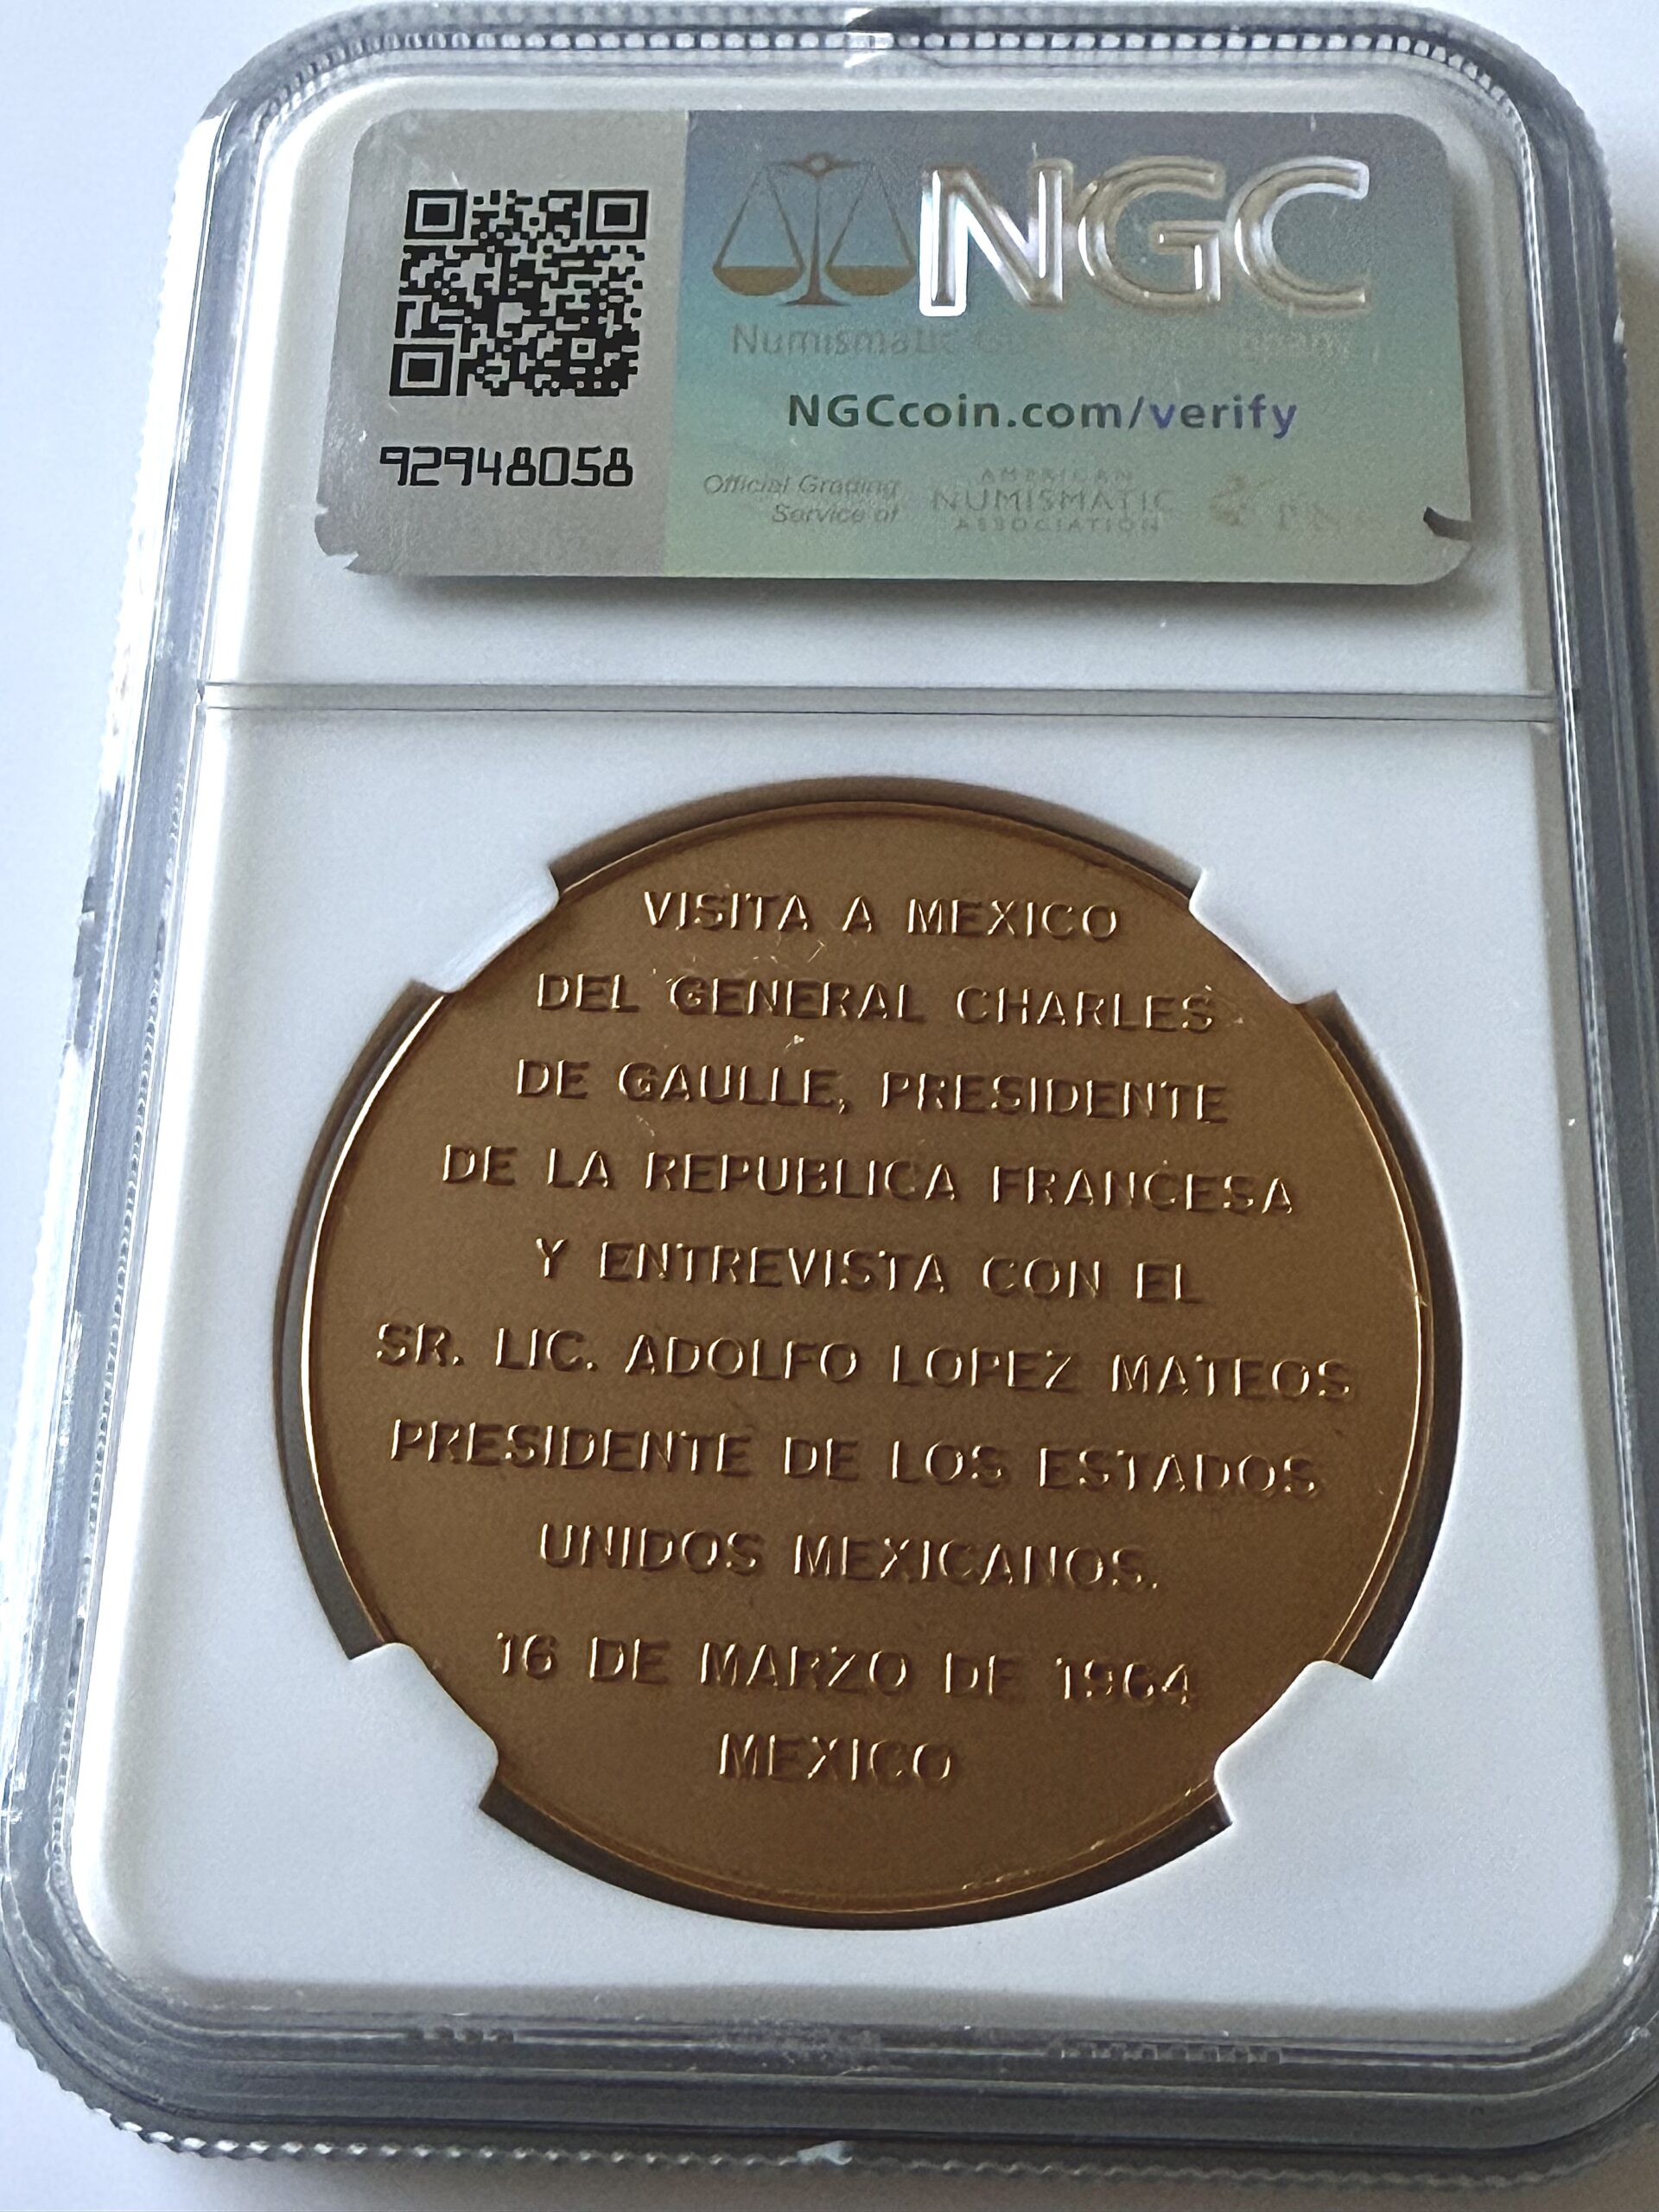 NGC
Numismatic
NGCcoin.com/verify
92948058
Official Grading
Service of
AMERICAN
NUMISMATIC
ASSOCIATION
VISITA A MEXICO
DEL GENERAL CHARLES
DE GAULLE, PRESIDENTE
DE LA REPUBLICA FRANCESA
Y ENTREVISTA CON EL
SR. LIC. ADOLFO LOPEZ MATEOS
PRESIDENTE DE LOS ESTADOS
UNIDOS MEXICANOS.
16 DE MARZO DE 1964
MEXICO